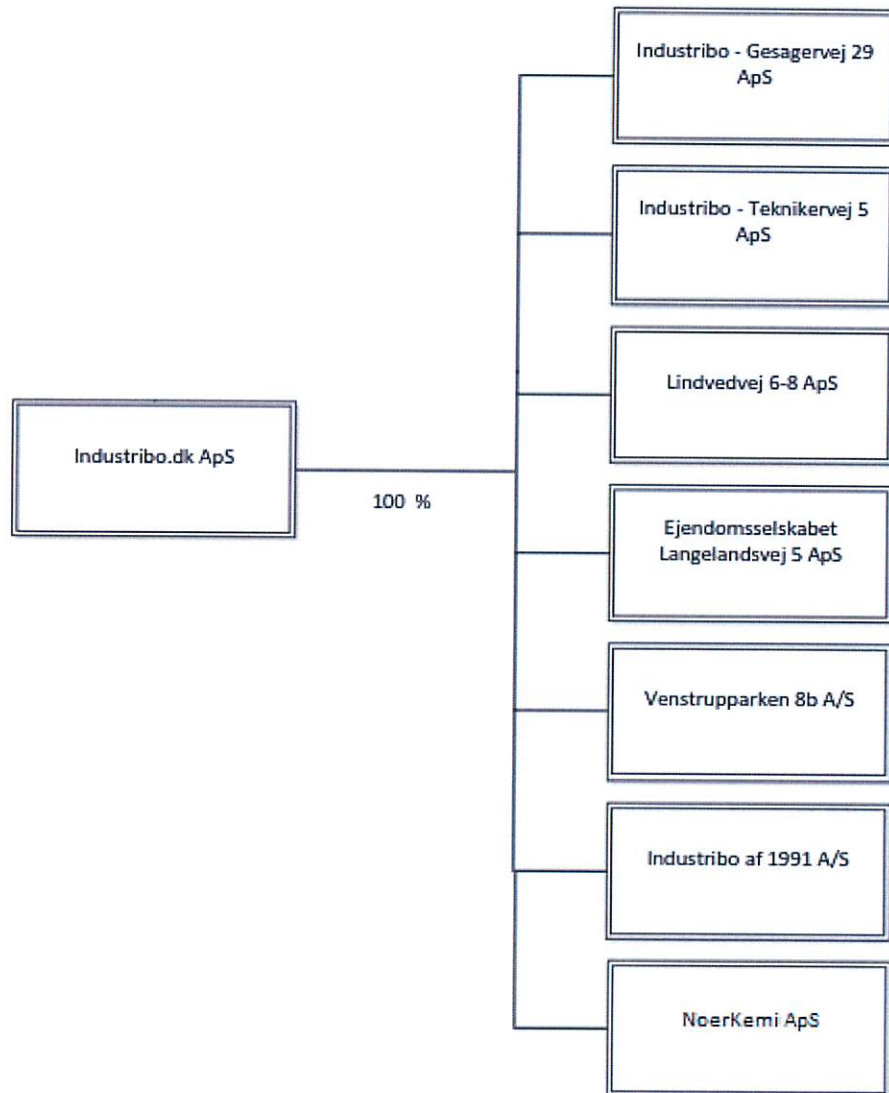 Industribo - Gesagervej 29
ApS
Industribo - Teknikervej 5
ApS
Lindvedvej 6-8 ApS
Industribo.dk ApS
100 %
Ejendomsselskabet
Langelandsvej 5 ApS
Venstrupparken 8b A/S
Industribo af 1991 A/S
NoerKemi ApS